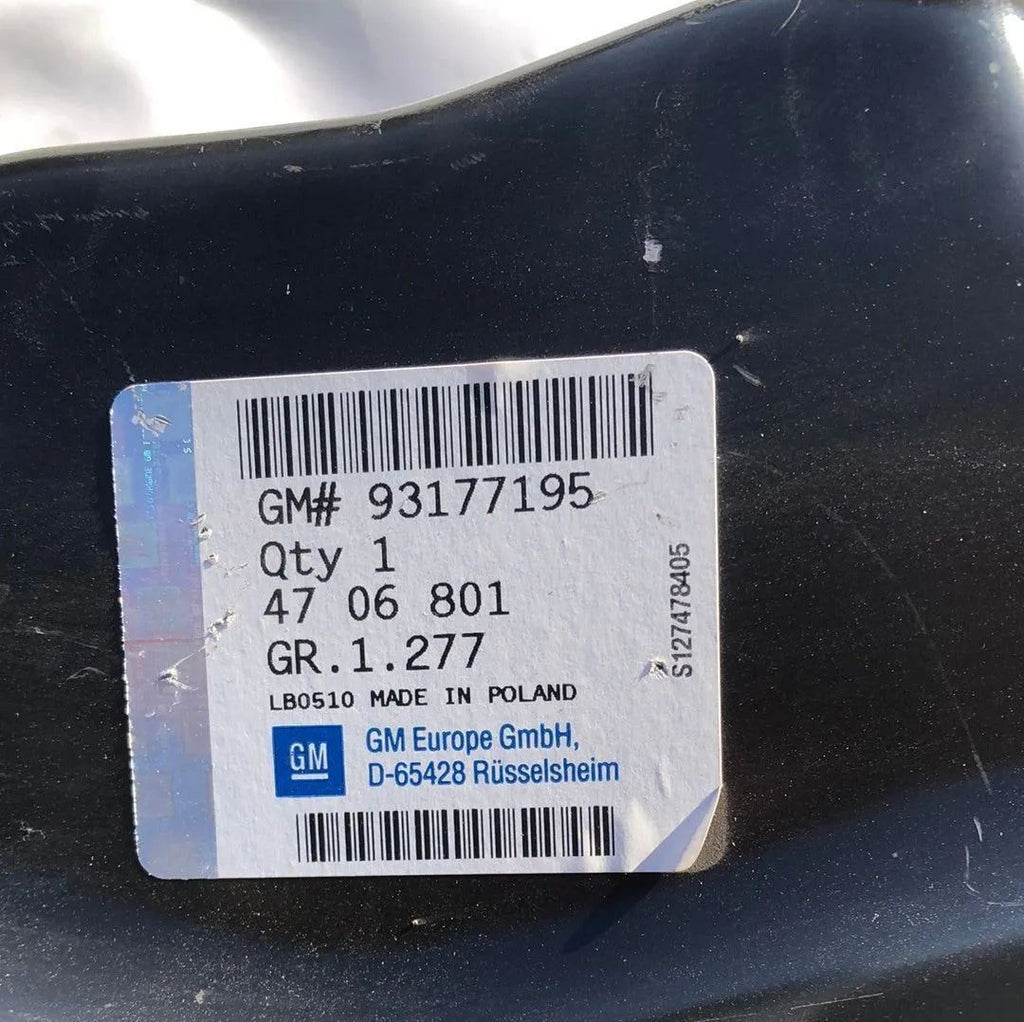 GM# 93177195
Qty 1
47 06 801
GR.1.277
LB0510 MADE IN POLAND
GM
GM Europe GmbH,
D-65428 Rüsselsheim
S127478405